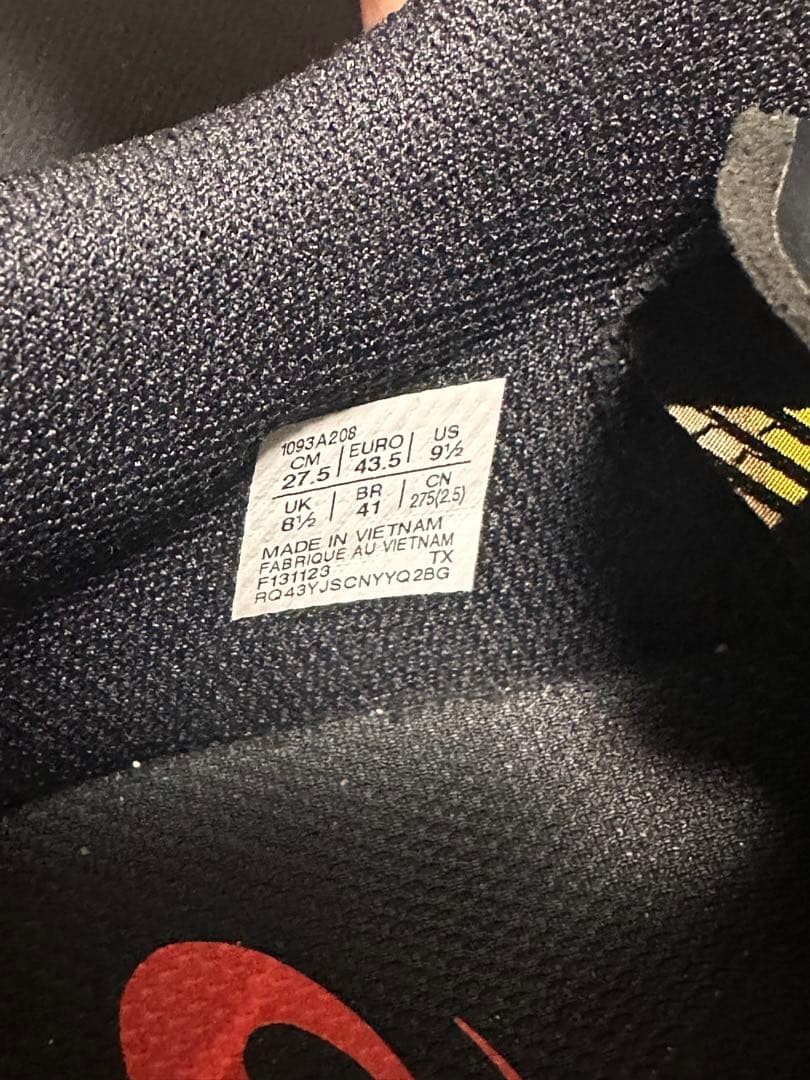 1093A208
CM | EURO | US
27.5 | 43.5 | 9½
UK | BR | CN
8½ | 41 | 275(2.5)
MADE IN VIETNAM
FABRIQUE AU VIETNAM
F131123 TX
RQ43YJSCNYYQ2BG